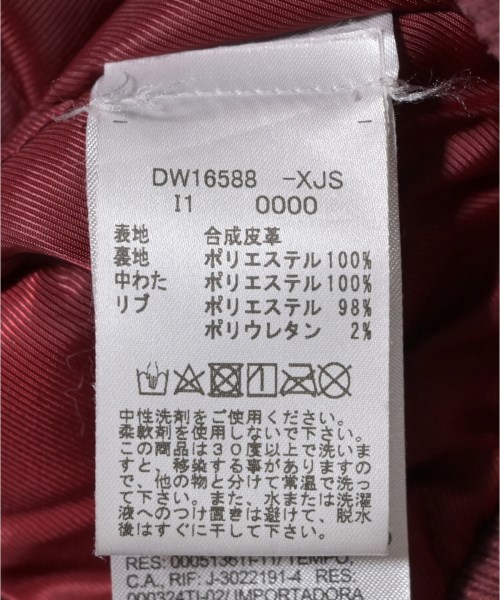 DW16588 -XJS
I1 0000
表地 合成皮革
裏地 ポリエステル100%
中わた ポリエステル100%
リブ ポリエステル 98%
ポリウレタン 2%
中性洗剤をご使用ください。
柔軟剤を使用しないで下さい。
この商品は30度以上で洗いま
すと、移染する事がありますの
で、他の物と分けて常温で洗っ
て下さい。また、水または洗濯
液へのつけ置きは避けて、脱水
後はすぐに干して下さい。
RES: 0005136TF11/ TEMPO,
C.A., RIF: J-3022191-4 RES:
000324TJ-02/ IMPORTADORA